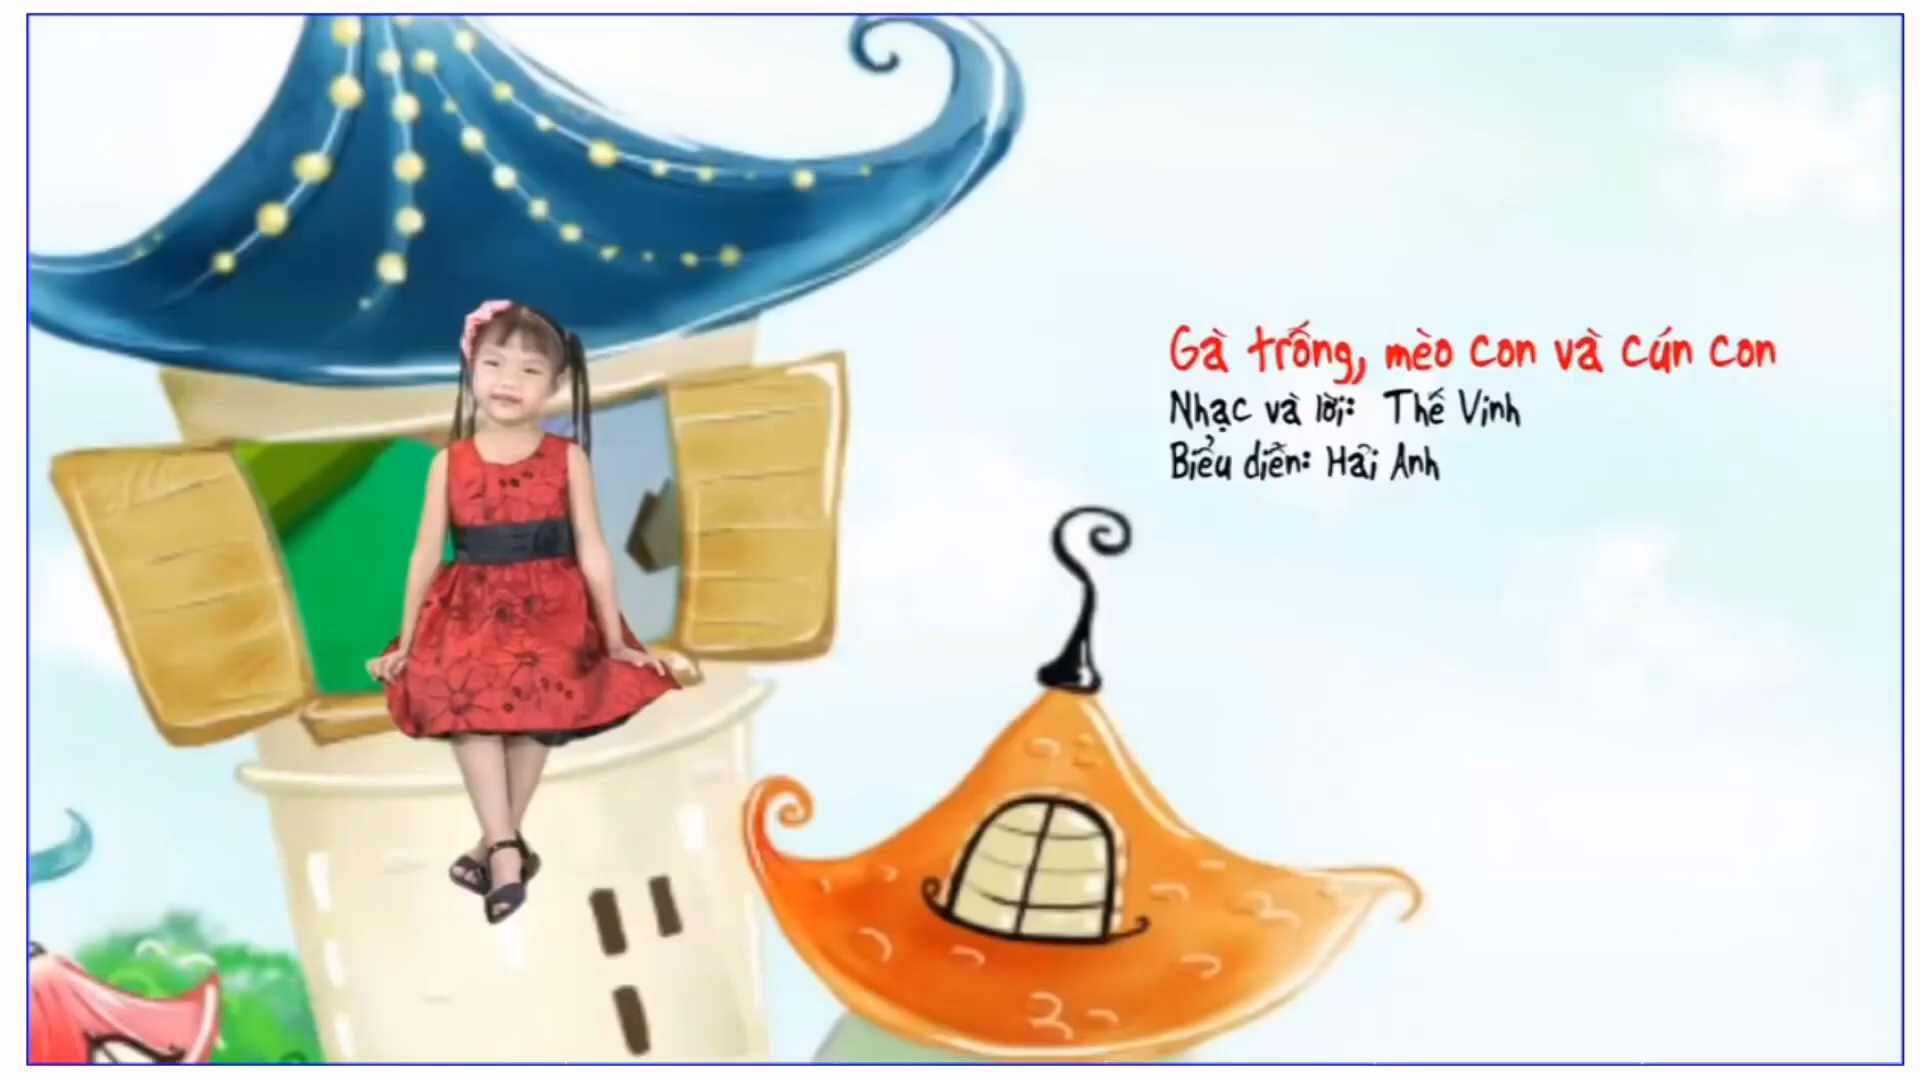 Gà trống, mèo con và cún con
Nhạc và lời: Thế Vinh
Biểu diễn: Hải Anh